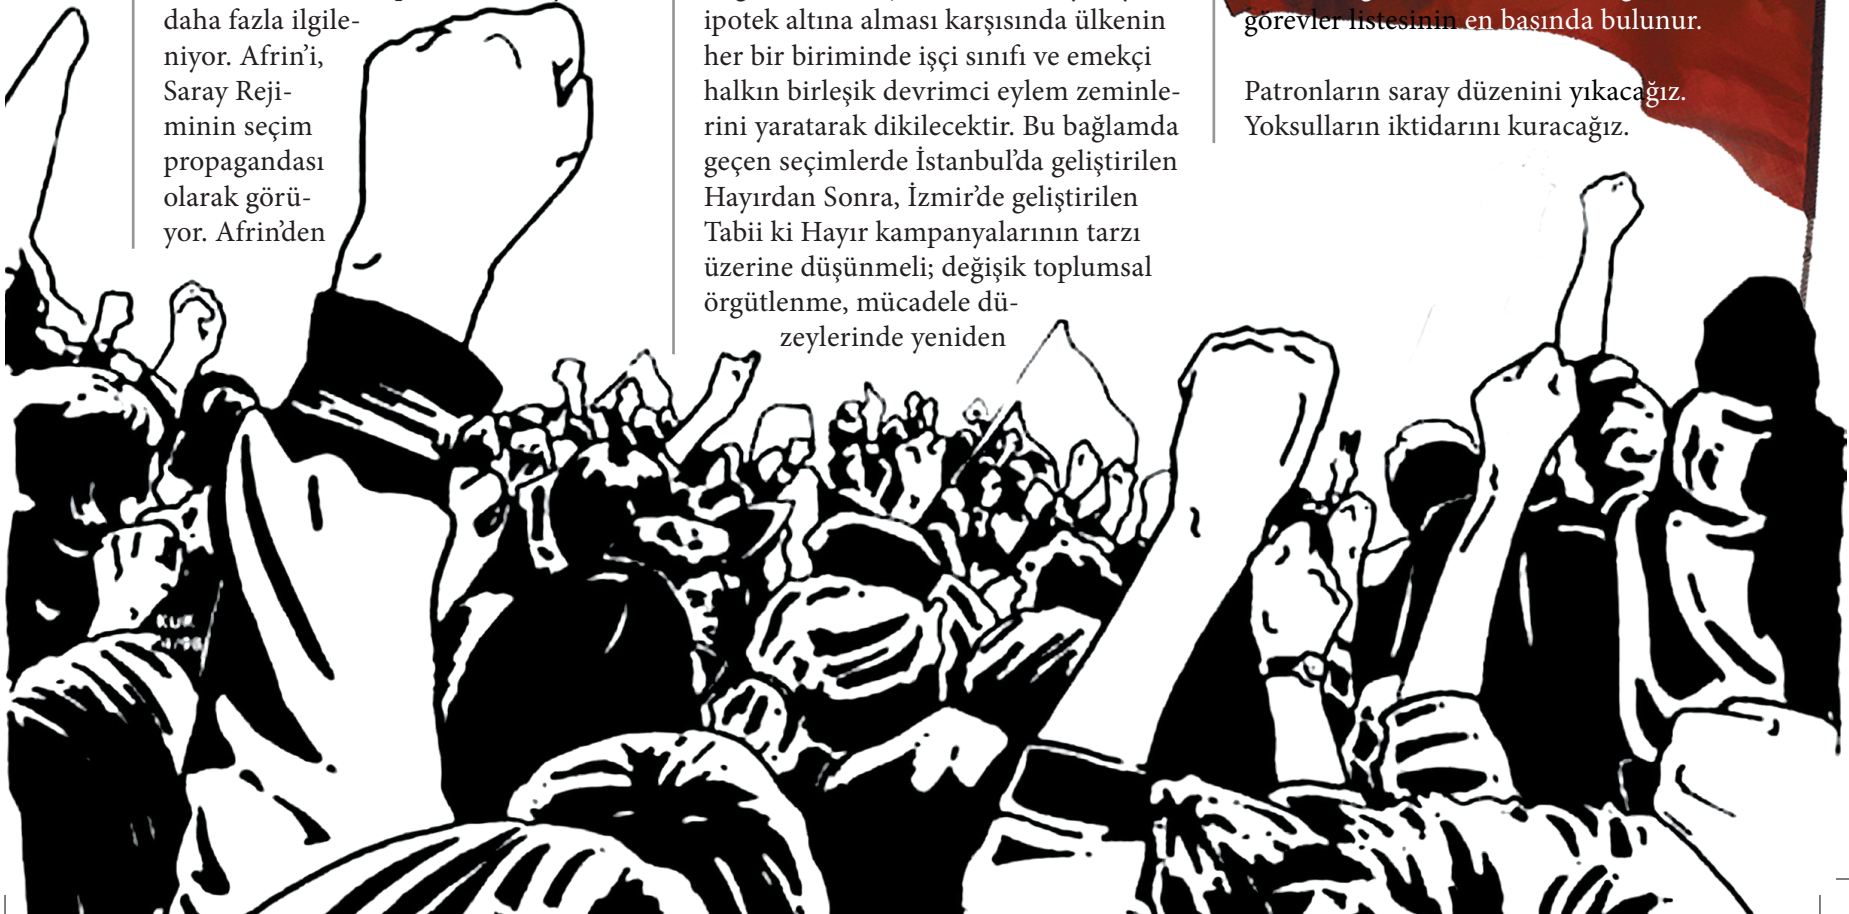 daha fazla ilgile-
niyor. Afrin’i,
Saray Reji-
minin seçim
propagandası
olarak görü-
yor. Afrin’den
ipotek altına alması karşısında ülkenin
her bir biriminde işçi sınıfı ve emekçi
halkın birleşik devrimci eylem zeminle-
rini yaratarak dikilecektir. Bu bağlamda
geçen seçimlerde İstanbul’da geliştirilen
Hayırdan Sonra, İzmir’de geliştirilen
Tabii ki Hayır kampanyalarının tarzı
üzerine düşünmeli; değişik toplumsal
örgütlenme, mücadele dü-
zeylerinde yeniden
görevler listesinin en başında bulunur.
Patronların saray düzenini yıkacağız.
Yoksulların iktidarını kuracağız.
KUR